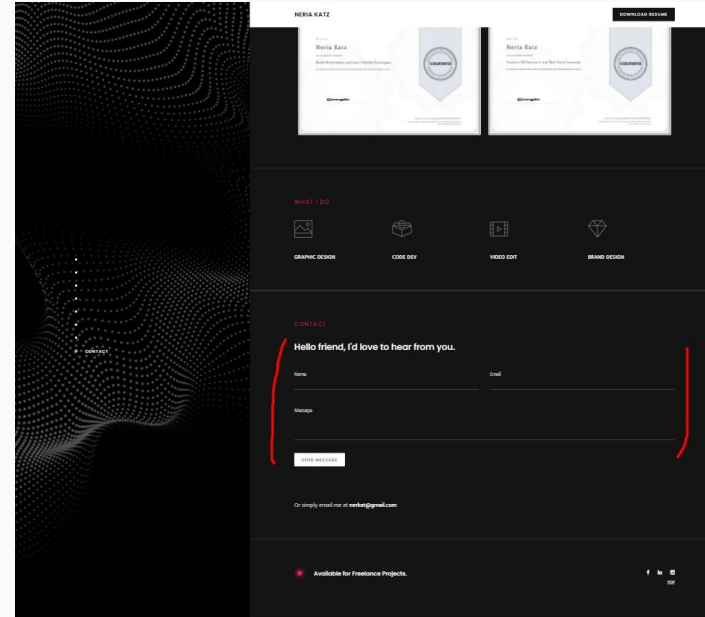 NERIA KATZ
DOWNLOAD RESUME
Neria Katz
Neria Katz
coursera
coursera
WHAT I DO
GRAPHIC DESIGN
CODE DEV
VIDEO EDIT
BRAND DESIGN
CONTACT
CONTACT
Hello friend, I'd love to hear from you.
Name
Email
Message
SEND MESSAGE
Or simply email me at nerkat@gmail.com
Available for Freelance Projects.
f in
TOP